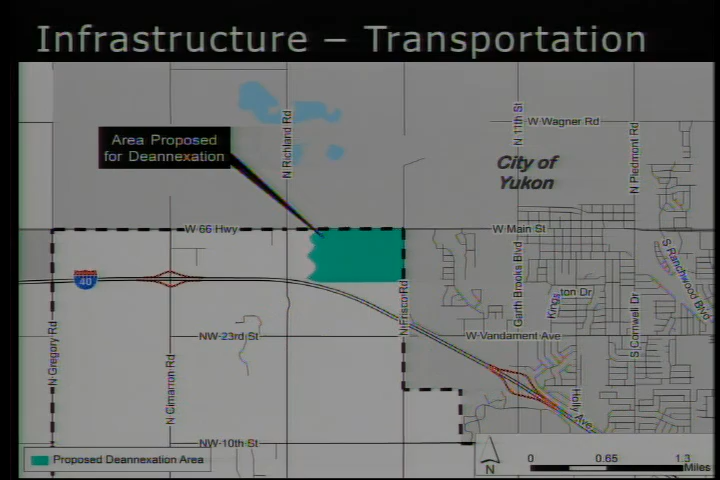 Infrastructure – Transportation
Area Proposed
for Deannexation
N Richland Rd
N 11th St
W Wagner Rd
N Piedmont Rd
City of
Yukon
W 66 Hwy
W Main St
40
N Gregory Rd
N Cimarron Rd
N Frisco Rd
Garth Brooks Blvd
Kings
ton Dr
S Cornwell Dr
S Ranchwood Blvd
NW 23rd St
W Vandament Ave
Holly
Ave
NW 10th St
Proposed Deannexation Area
N
0 0.65 1.3
Miles